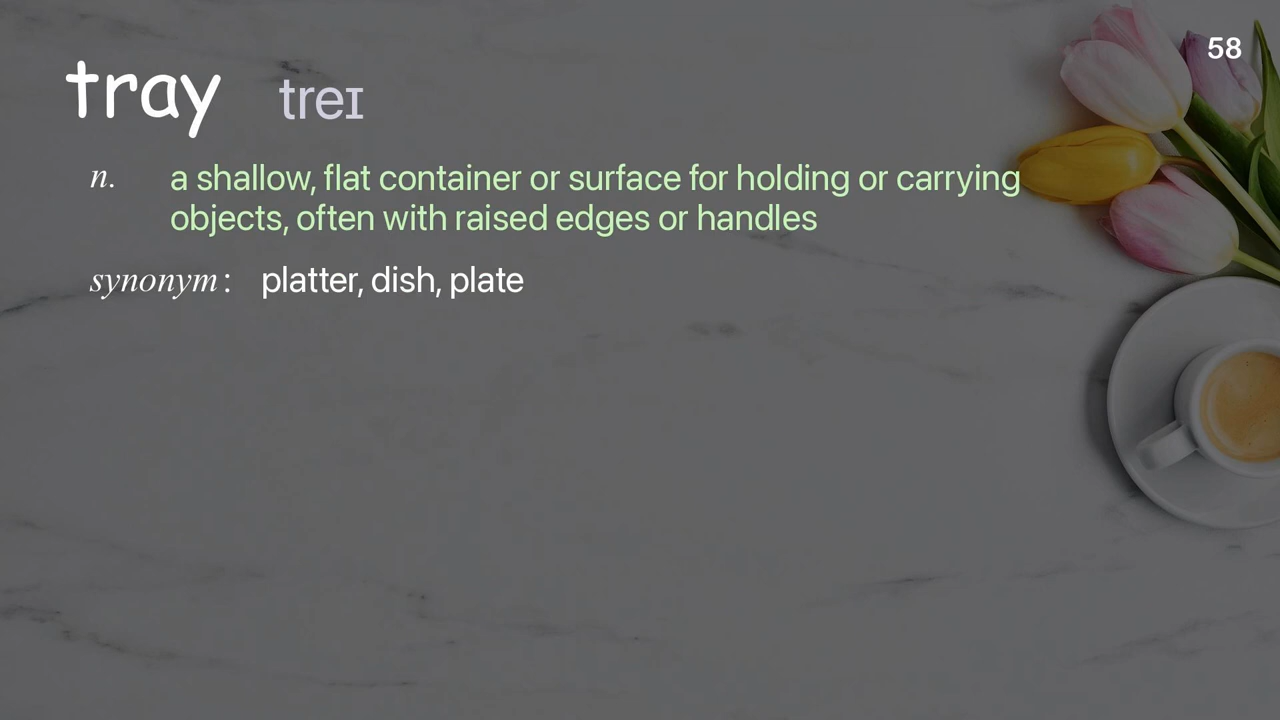 58
tray treɪ
n. a shallow, flat container or surface for holding or carrying
objects, often with raised edges or handles
synonym: platter, dish, plate